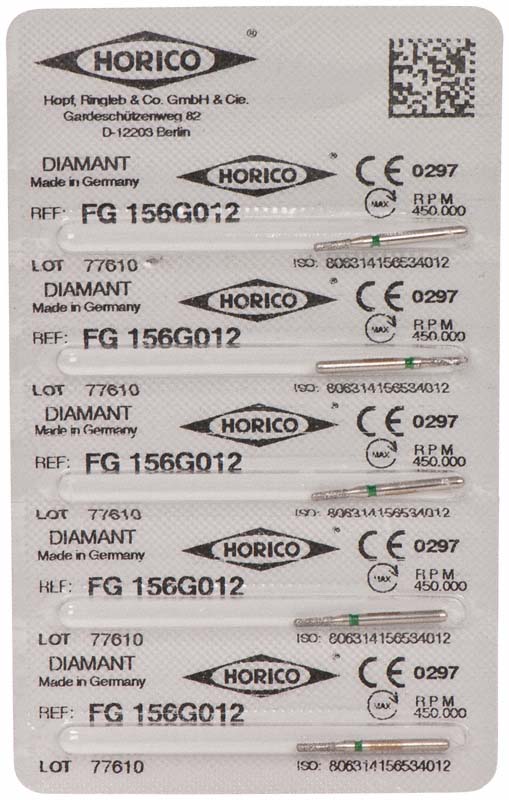 HORICO ®
Hopf, Ringleb & Co. GmbH & Cie.
Gardeschützenweg 82
D-12203 Berlin
DIAMANT HORICO ® CE 0297
Made in Germany MAX RPM
REF: FG 156G012 450.000
LOT 77610 ISO: 806314156534012
DIAMANT HORICO ® CE 0297
Made in Germany MAX RPM
REF: FG 156G012 450.000
LOT 77610 ISO: 806314156534012
DIAMANT HORICO ® CE 0297
Made in Germany MAX RPM
REF: FG 156G012 450.000
LOT 77610 ISO: 806314156534012
DIAMANT HORICO ® CE 0297
Made in Germany MAX RPM
REF: FG 156G012 450.000
LOT 77610 ISO: 806314156534012
DIAMANT HORICO ® CE 0297
Made in Germany MAX RPM
REF: FG 156G012 450.000
LOT 77610 ISO: 806314156534012